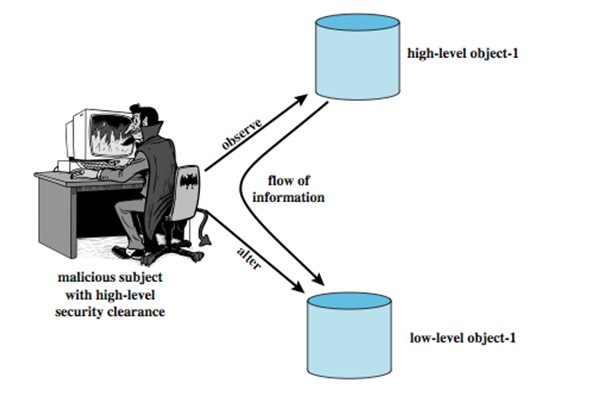 high-level object-1
observe
flow of
information
alter
malicious subject
with high-level
security clearance
low-level object-1